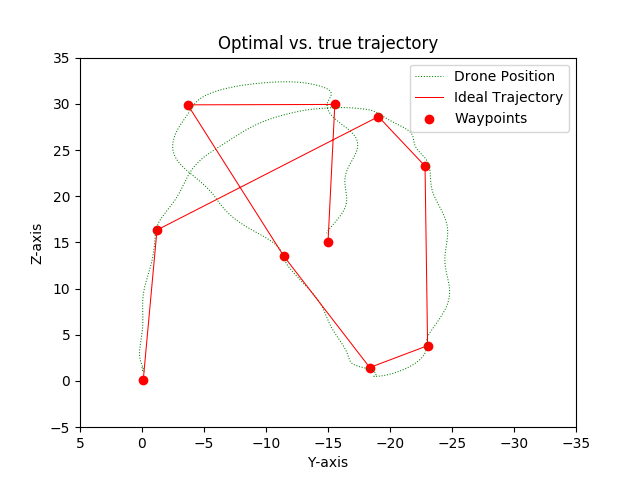 Optimal vs. true trajectory
35
30
25
20
15
10
5
0
−5
Z-axis
Drone Position
Ideal Trajectory
Waypoints
5 0 −5 −10 −15 −20 −25 −30 −35
Y-axis